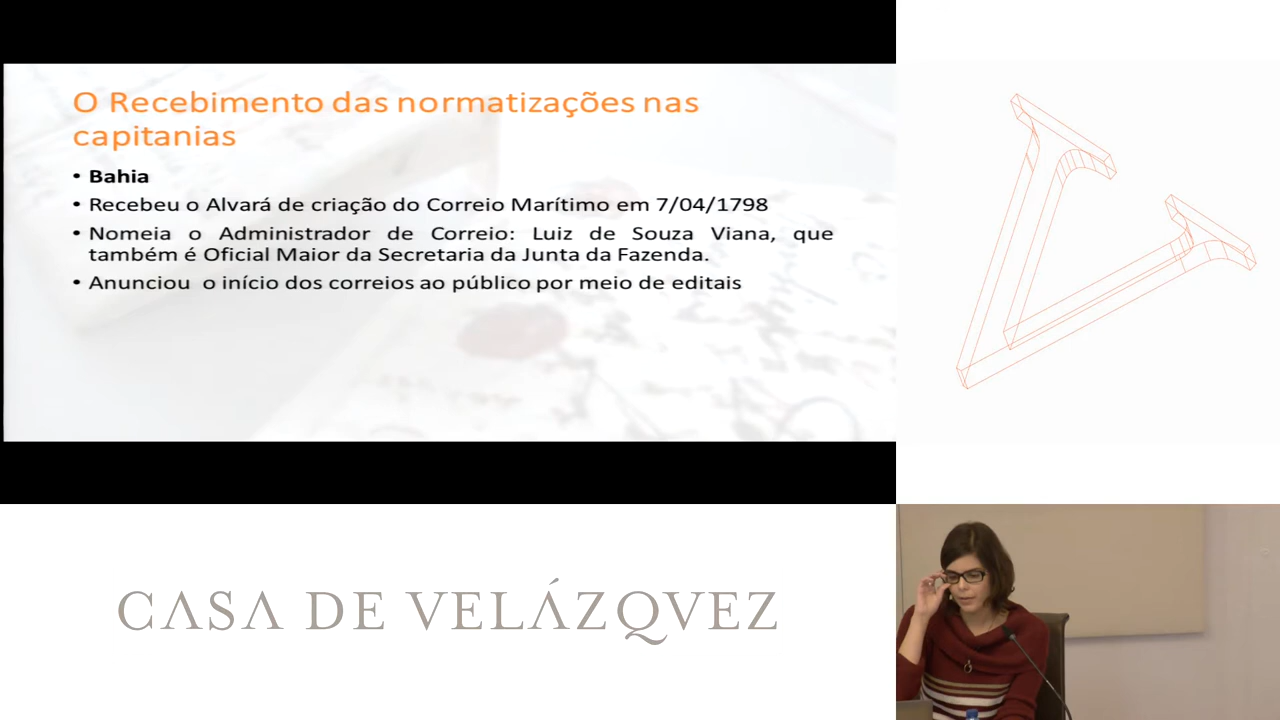 O Recebimento das normatizações nas
capitanias
• Bahia
• Recebeu o Alvará de criação do Correio Marítimo em 7/04/1798
• Nomeia o Administrador de Correio: Luiz de Souza Viana, que
também é Oficial Maior da Secretaria da Junta da Fazenda.
• Anunciou o início dos correios ao público por meio de editais
CASA DE VELÁZQVEZ